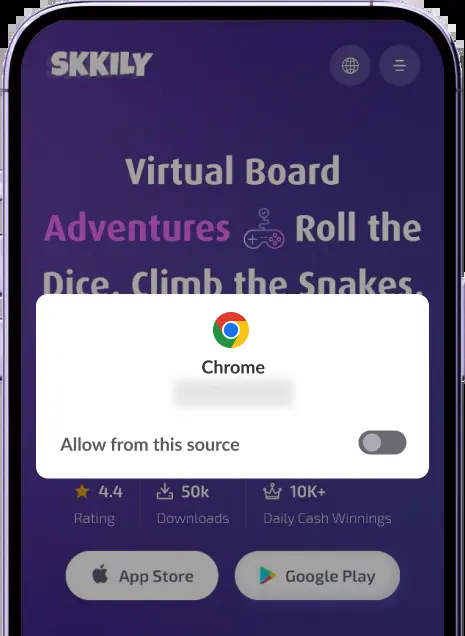 SKKILY
Virtual Board
Adventures Roll the
Dice. Climb the Snakes.
Chrome
Allow from this source
4.4
50k
10K+
Rating
Downloads
Daily Cash Winnings
App Store
Google Play